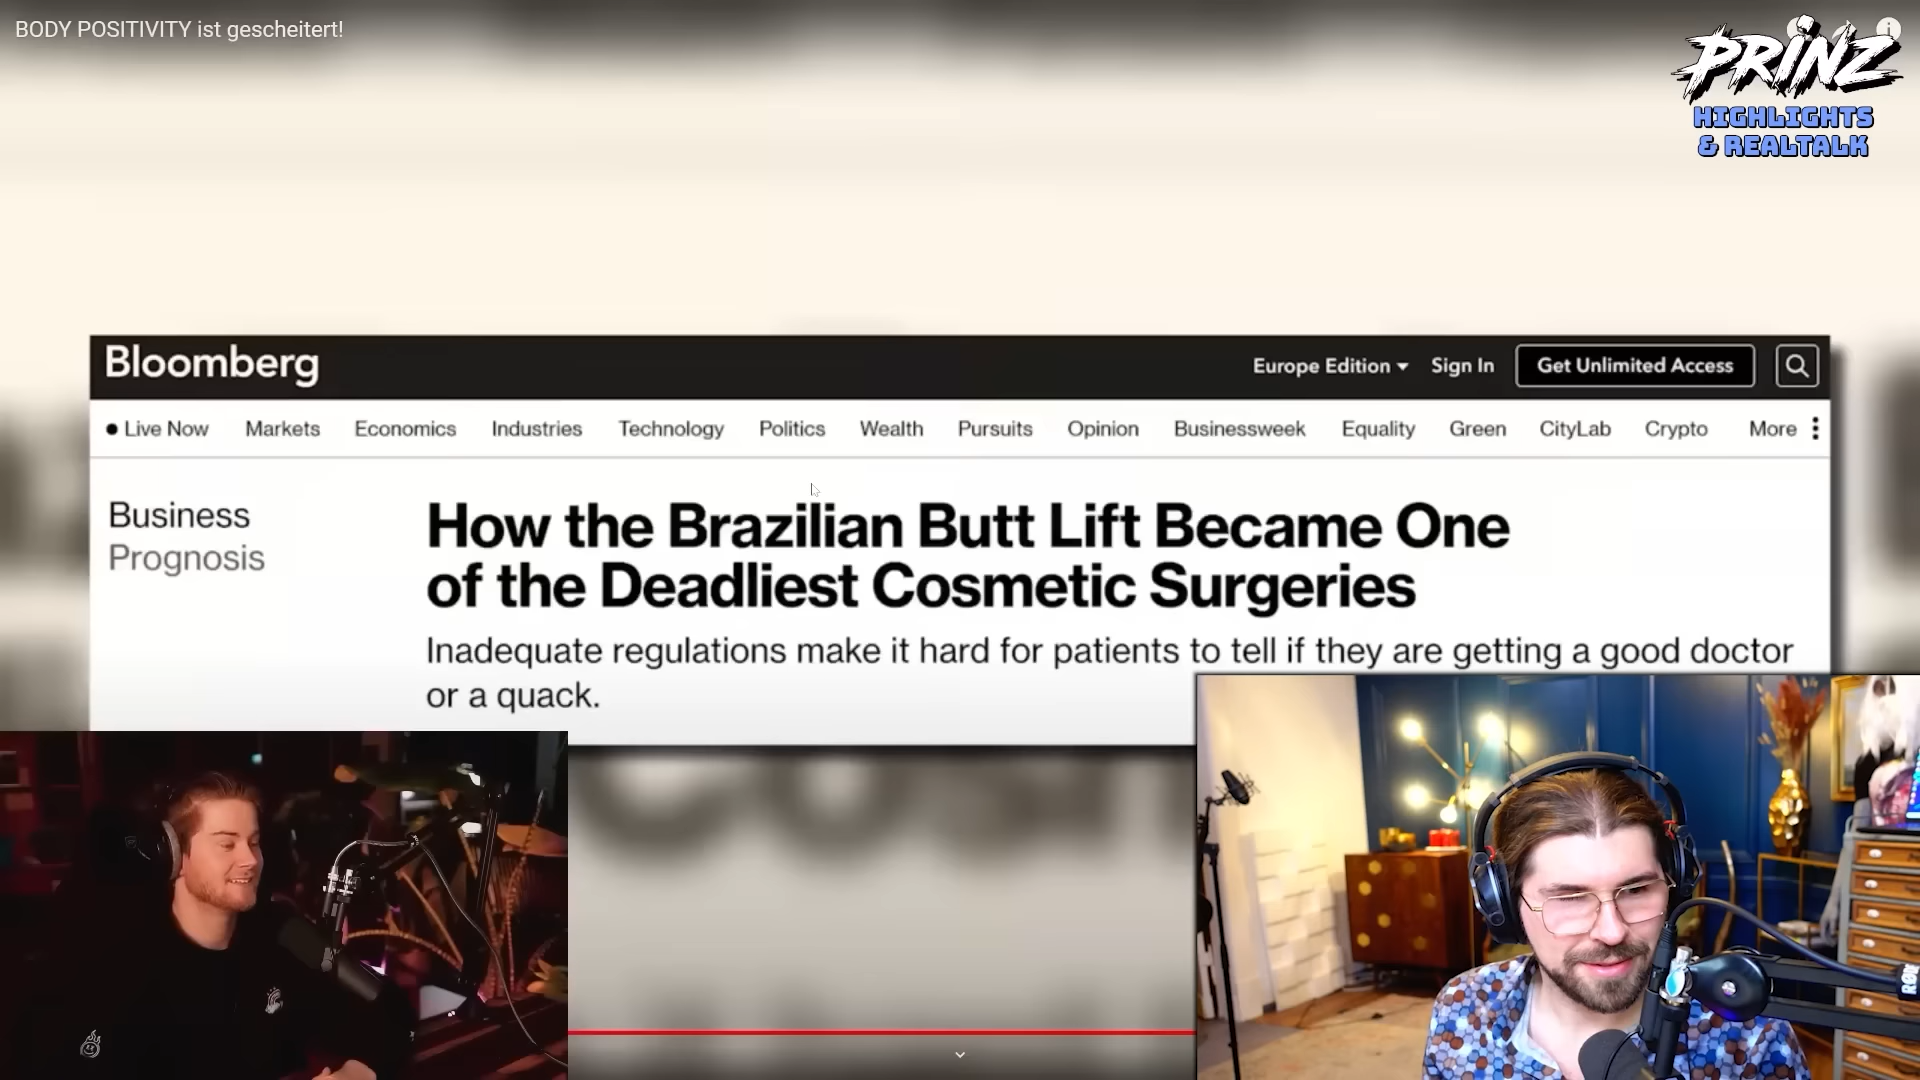 BODY POSITIVITY ist gescheitert!
PRINZ
HIGHLIGHTS
& REALTALK
Bloomberg
Europe Edition Sign In Get Unlimited Access
Live Now Markets Economics Industries Technology Politics Wealth Pursuits Opinion Businessweek Equality Green CityLab Crypto More
Business
Prognosis
How the Brazilian Butt Lift Became One
of the Deadliest Cosmetic Surgeries
Inadequate regulations make it hard for patients to tell if they are getting a good doctor
or a quack.